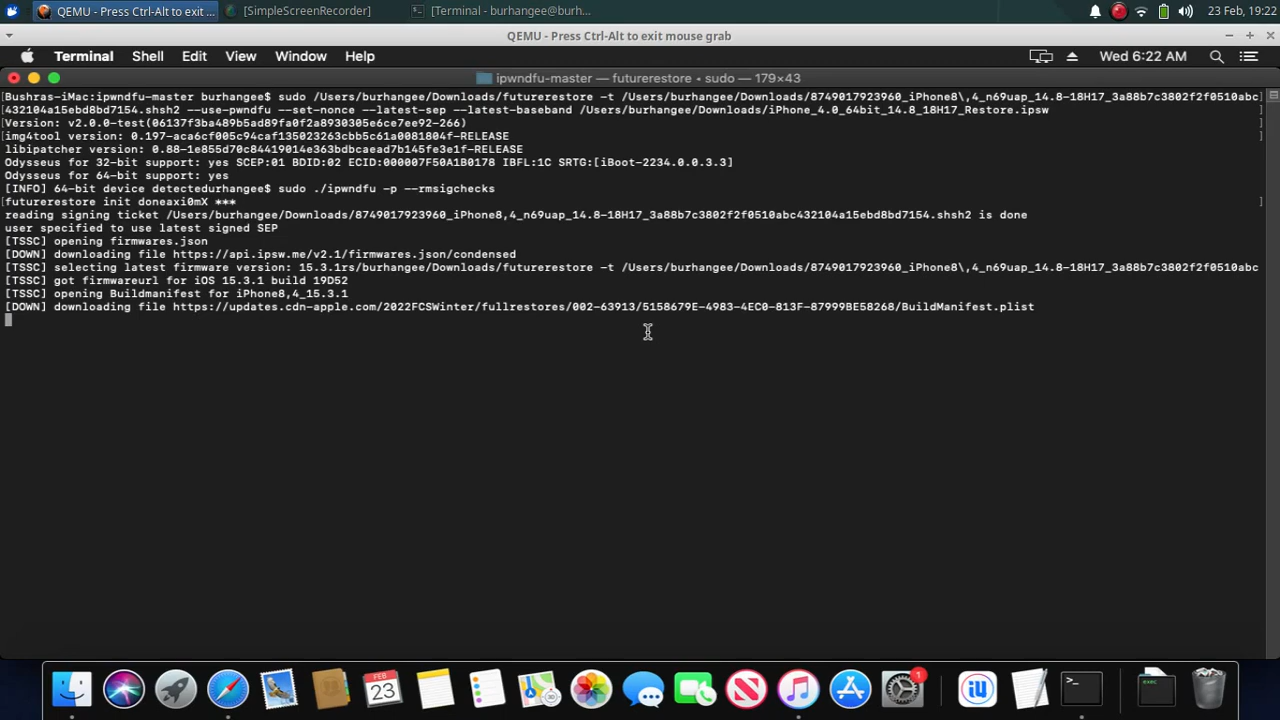 QEMU - Press Ctrl-Alt to exit ...
[SimpleScreenRecorder]
[Terminal - burhangee@burh...
23 Feb, 19:22
QEMU - Press Ctrl-Alt to exit mouse grab
Terminal Shell Edit View Window Help
Wed 6:22 AM
ipwndfu-master — futurerestore • sudo — 179×43
[Bushras-iMac:ipwndfu-master burhangee$ sudo /Users/burhangee/Downloads/futurerestore -t /Users/burhangee/Downloads/8749017923960_iPhone8\,4_n69uap_14.8-18H17_3a88b7c3802f2f0510abc]
432104a15ebd8bd7154.shsh2 --use-pwndfu --set-nonce --latest-sep --latest-baseband /Users/burhangee/Downloads/iPhone_4.0_64bit_14.8_18H17_Restore.ipsw
[Version: v2.0.0-test(06137f3ba489b5ad89fa0f2a8930305e6ce7ee92-266) ]
[img4tool version: 0.197-aca6cf005c94caf135023263cbb5c61a0081804f-RELEASE ]
libipatcher version: 0.88-1e855d70c84419014e363bdbcaead7b145fe3e1f-RELEASE
Odysseus for 32-bit support: yes SCEP:01 BDID:02 ECID:000007F50A1B0178 IBFL:1C SRTG:[iBoot-2234.0.0.3.3]
Odysseus for 64-bit support: yes
[INFO] 64-bit device detectedurhangee$ sudo ./ipwndfu -p --rmsigchecks
[futurerestore init doneaxi0mX *** ]
reading signing ticket /Users/burhangee/Downloads/8749017923960_iPhone8,4_n69uap_14.8-18H17_3a88b7c3802f2f0510abc432104a15ebd8bd7154.shsh2 is done
user specified to use latest signed SEP
[TSSC] opening firmwares.json
[DOWN] downloading file https://api.ipsw.me/v2.1/firmwares.json/condensed
[TSSC] selecting latest firmware version: 15.3.1rs/burhangee/Downloads/futurerestore -t /Users/burhangee/Downloads/8749017923960_iPhone8\,4_n69uap_14.8-18H17_3a88b7c3802f2f0510abc
[TSSC] got firmwareurl for iOS 15.3.1 build 19D52
[TSSC] opening Buildmanifest for iPhone8,4_15.3.1
[DOWN] downloading file https://updates.cdn-apple.com/2022FCSWinter/fullrestores/002-63913/5158679E-4983-4EC0-813F-87999BE58268/BuildManifest.plist
FEB
23
1